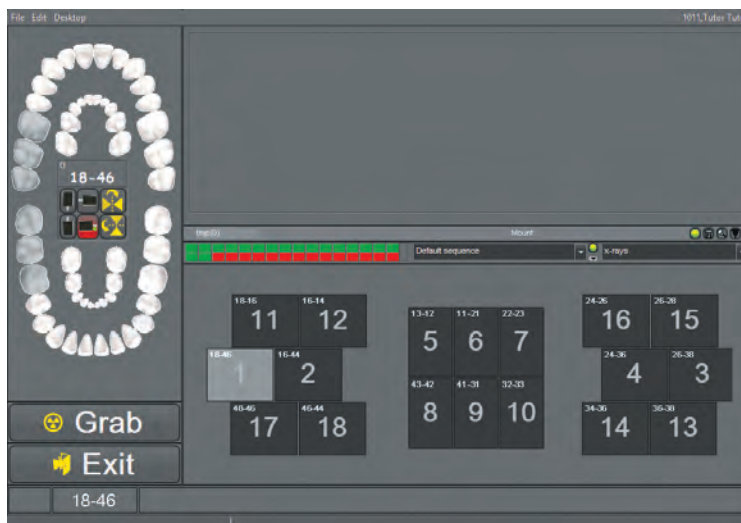 File Edit Desktop
1011,Tutor Tut
18-46
Mount
Default sequence
x-rays
18-16 16-14 13-12 11-21 22-23 24-26 26-28
11 12 5 6 7 16 15
18-46 16-44 24-36 26-38
1 2 4 3
43-42 41-31 32-33
8 9 10
48-46 46-44 34-36 36-38
17 18 14 13
Grab
Exit
18-46